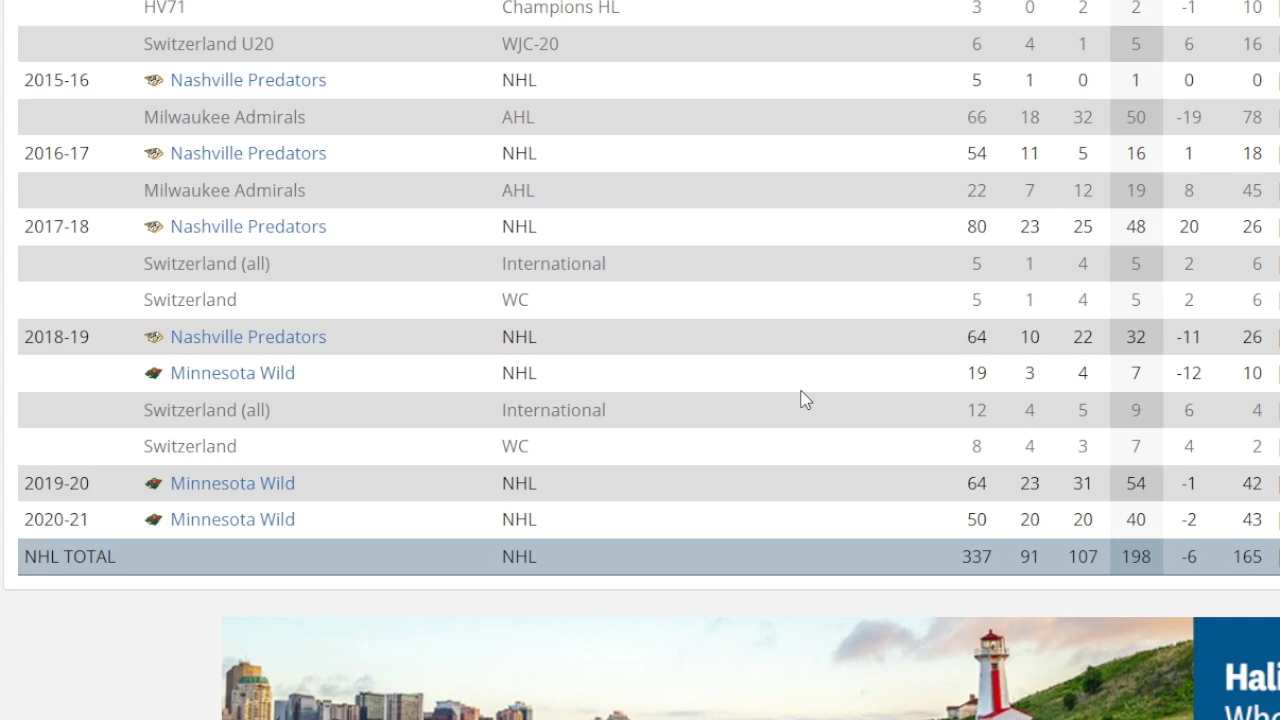 HV71 Champions HL 3 0 2 2 -1 10
Switzerland U20 WJC-20 6 4 1 5 6 16
2015-16 Nashville Predators NHL 5 1 0 1 0 0
Milwaukee Admirals AHL 66 18 32 50 -19 78
2016-17 Nashville Predators NHL 54 11 5 16 1 18
Milwaukee Admirals AHL 22 7 12 19 8 45
2017-18 Nashville Predators NHL 80 23 25 48 20 26
Switzerland (all) International 5 1 4 5 2 6
Switzerland WC 5 1 4 5 2 6
2018-19 Nashville Predators NHL 64 10 22 32 -11 26
Minnesota Wild NHL 19 3 4 7 -12 10
Switzerland (all) International 12 4 5 9 6 4
Switzerland WC 8 4 3 7 4 2
2019-20 Minnesota Wild NHL 64 23 31 54 -1 42
2020-21 Minnesota Wild NHL 50 20 20 40 -2 43
NHL TOTAL NHL 337 91 107 198 -6 165
Hali